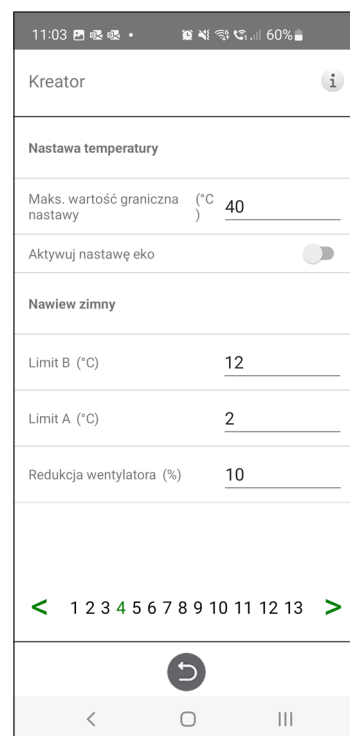 11:03 60%
Kreator i
Nastawa temperatury
Maks. wartość graniczna (°C
nastawy ) 40
Aktywuj nastawę eko
Nawiew zimny
Limit B (°C) 12
Limit A (°C) 2
Redukcja wentylatora (%) 10
< 1 2 3 4 5 6 7 8 9 10 11 12 13 >